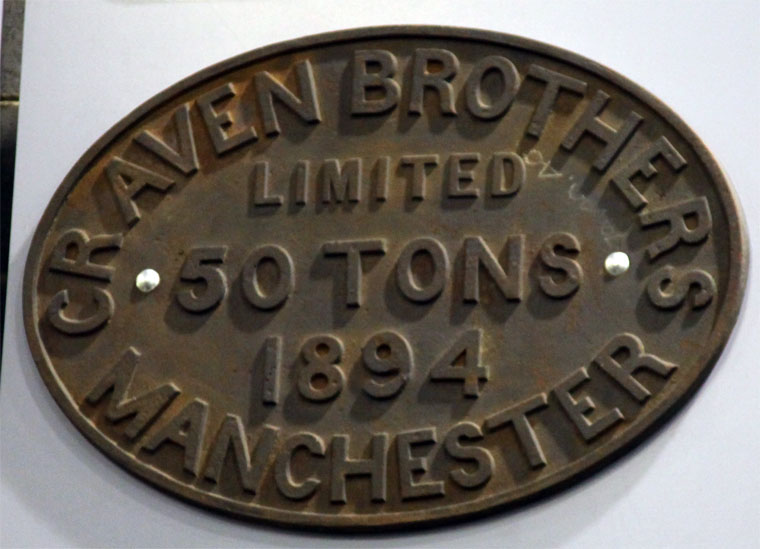 CRAVEN BROTHERS
LIMITED
50 TONS
1894
MANCHESTER